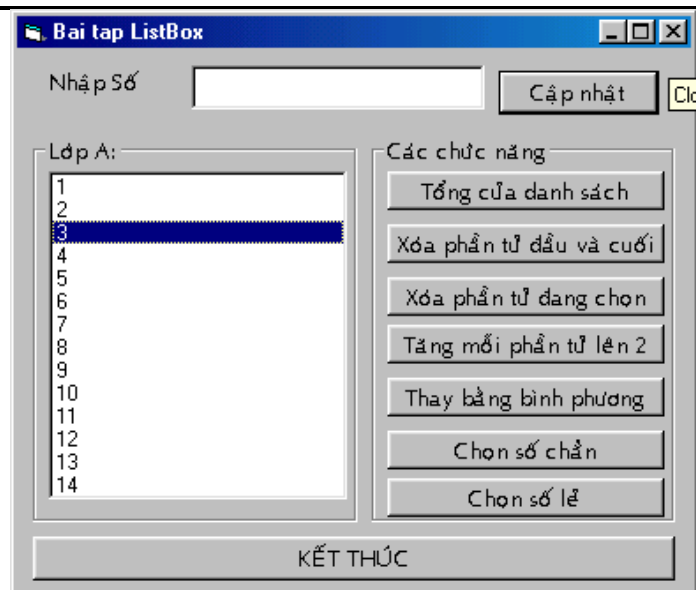 Bai tap ListBox
Nhập Số
Cập nhật
Clo
Lớp A:
1
2
3
4
5
6
7
8
9
10
11
12
13
14
Các chức năng
Tổng của danh sách
Xóa phần tử đầu và cuối
Xóa phần tử đang chọn
Tăng mỗi phần tử lên 2
Thay bằng bình phương
Chọn số chẳn
Chọn số lẻ
KẾT THÚC